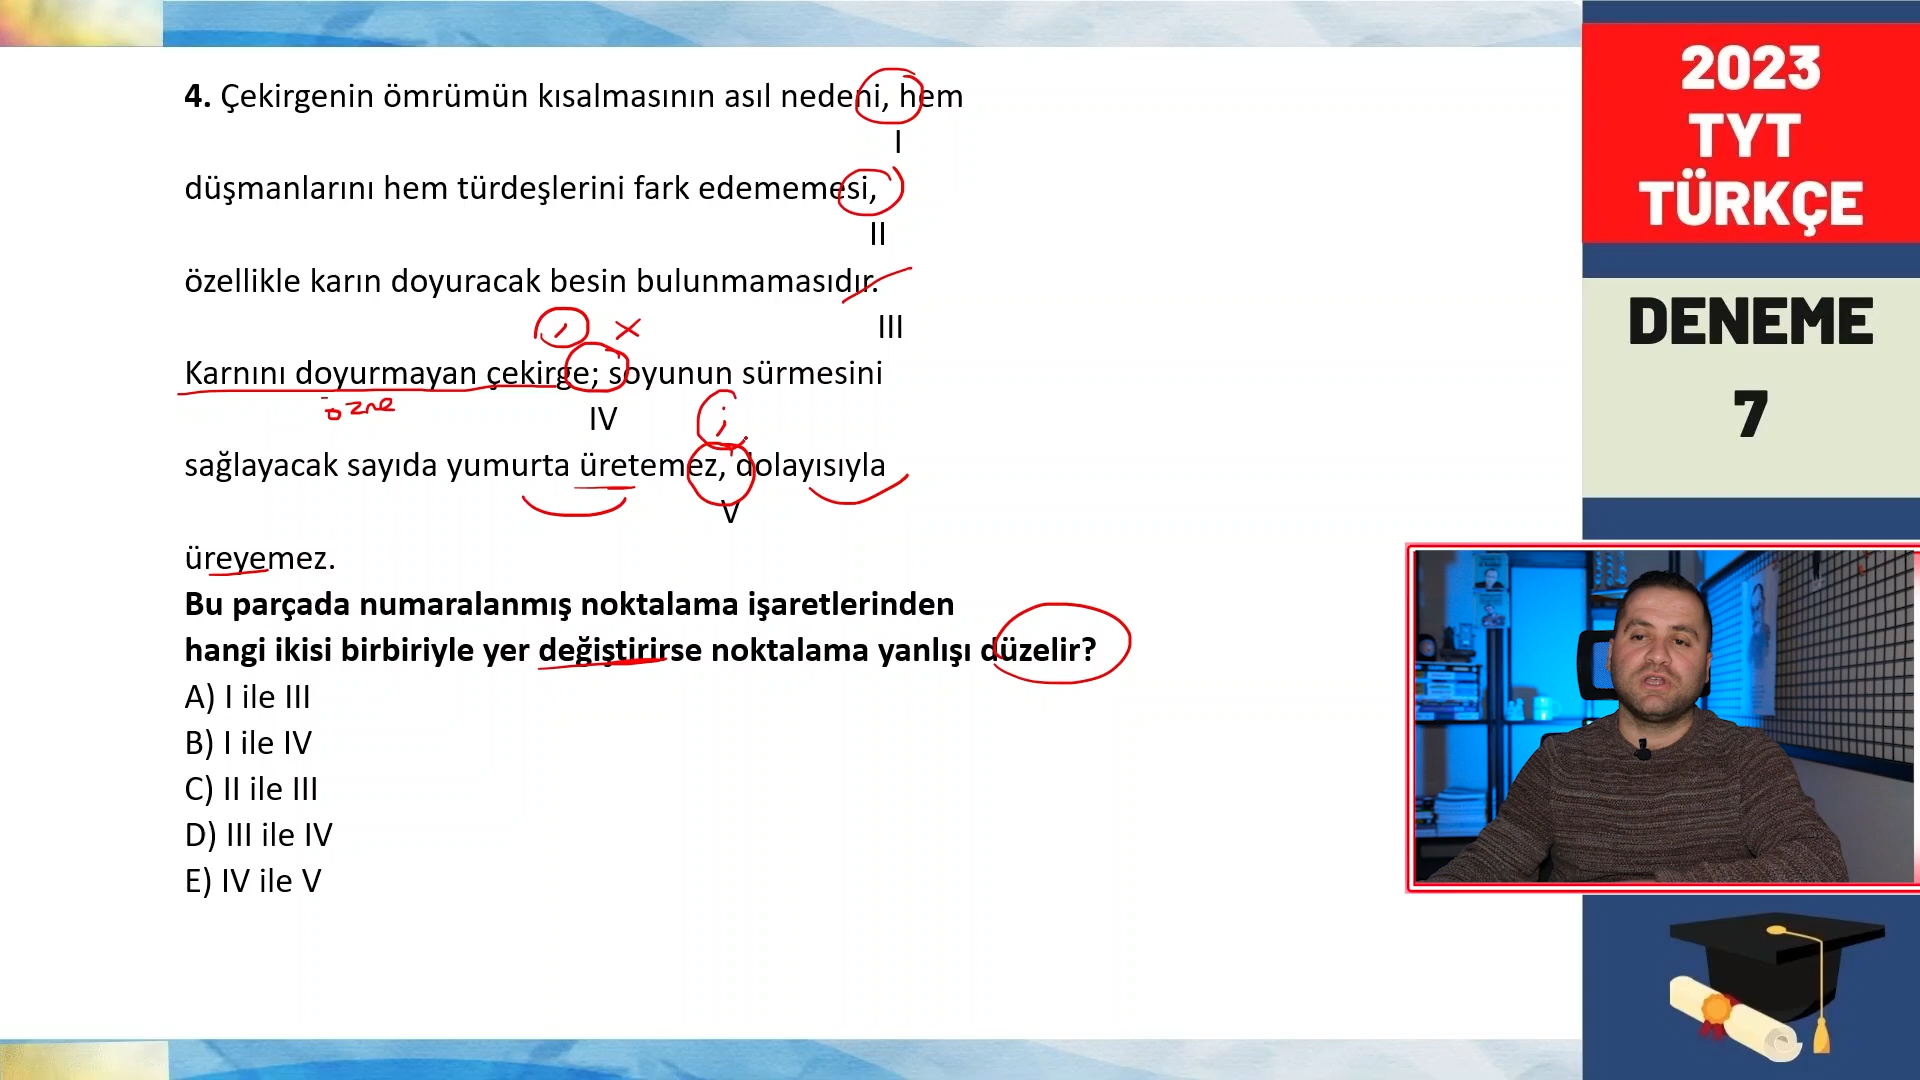 4. Çekirgenin ömrümün kısalmasının asıl nedeni, hem
I
düşmanlarını hem türdeşlerini fark edememesi,
II
özellikle karın doyuracak besin bulunmamasıdır.
III
, x
Karnını doyurmayan çekirge; soyunun sürmesini
özne
IV
;
sağlayacak sayıda yumurta üretemez, dolayısıyla
V
üreyemez.
Bu parçada numaralanmış noktalama işaretlerinden
hangi ikisi birbiriyle yer değiştirirse noktalama yanlışı düzelir?
A) I ile III
B) I ile IV
C) II ile III
D) III ile IV
E) IV ile V
2023
TYT
TÜRKÇE
DENEME
7